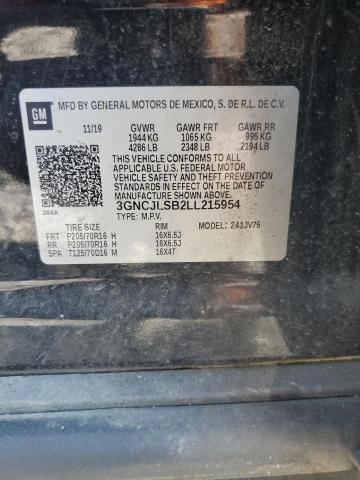 GM
MFD BY GENERAL MOTORS DE MEXICO, S. DE R.L. DE C.V.
11/19 GVWR GAWR FRT GAWR RR
1944 KG 1065 KG 995 KG
4286 LB 2348 LB 2194 LB
THIS VEHICLE CONFORMS TO ALL APPLICABLE
U.S. FEDERAL MOTOR
VEHICLE SAFETY, BUMPER, AND THEFT
PREVENTION STANDARDS IN EFFECT ON THE
DATE OF MANUFACTURE SHOWN ABOVE.
3GNCJLSB2LL215954
384A TYPE: M.P.V.
TIRE SIZE RIM MODEL: 241JV76
FRT P205/70R16 H 16X6.5J
RR P205/70R16 H 16X6.5J
SPA T125/70D16 M 16X4T